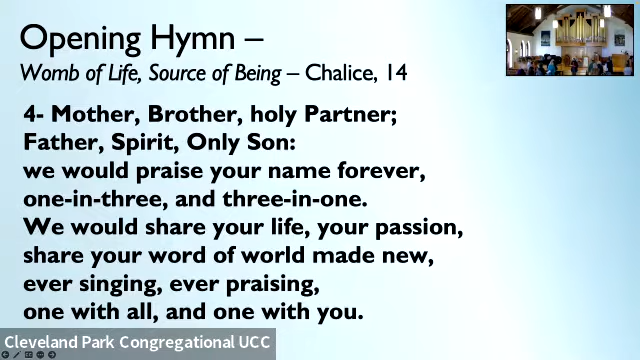 Opening Hymn –
Womb of Life, Source of Being – Chalice, 14
4- Mother, Brother, holy Partner;
Father, Spirit, Only Son:
we would praise your name forever,
one-in-three, and three-in-one.
We would share your life, your passion,
share your word of world made new,
ever singing, ever praising,
one with all, and one with you.
Cleveland Park Congregational UCC